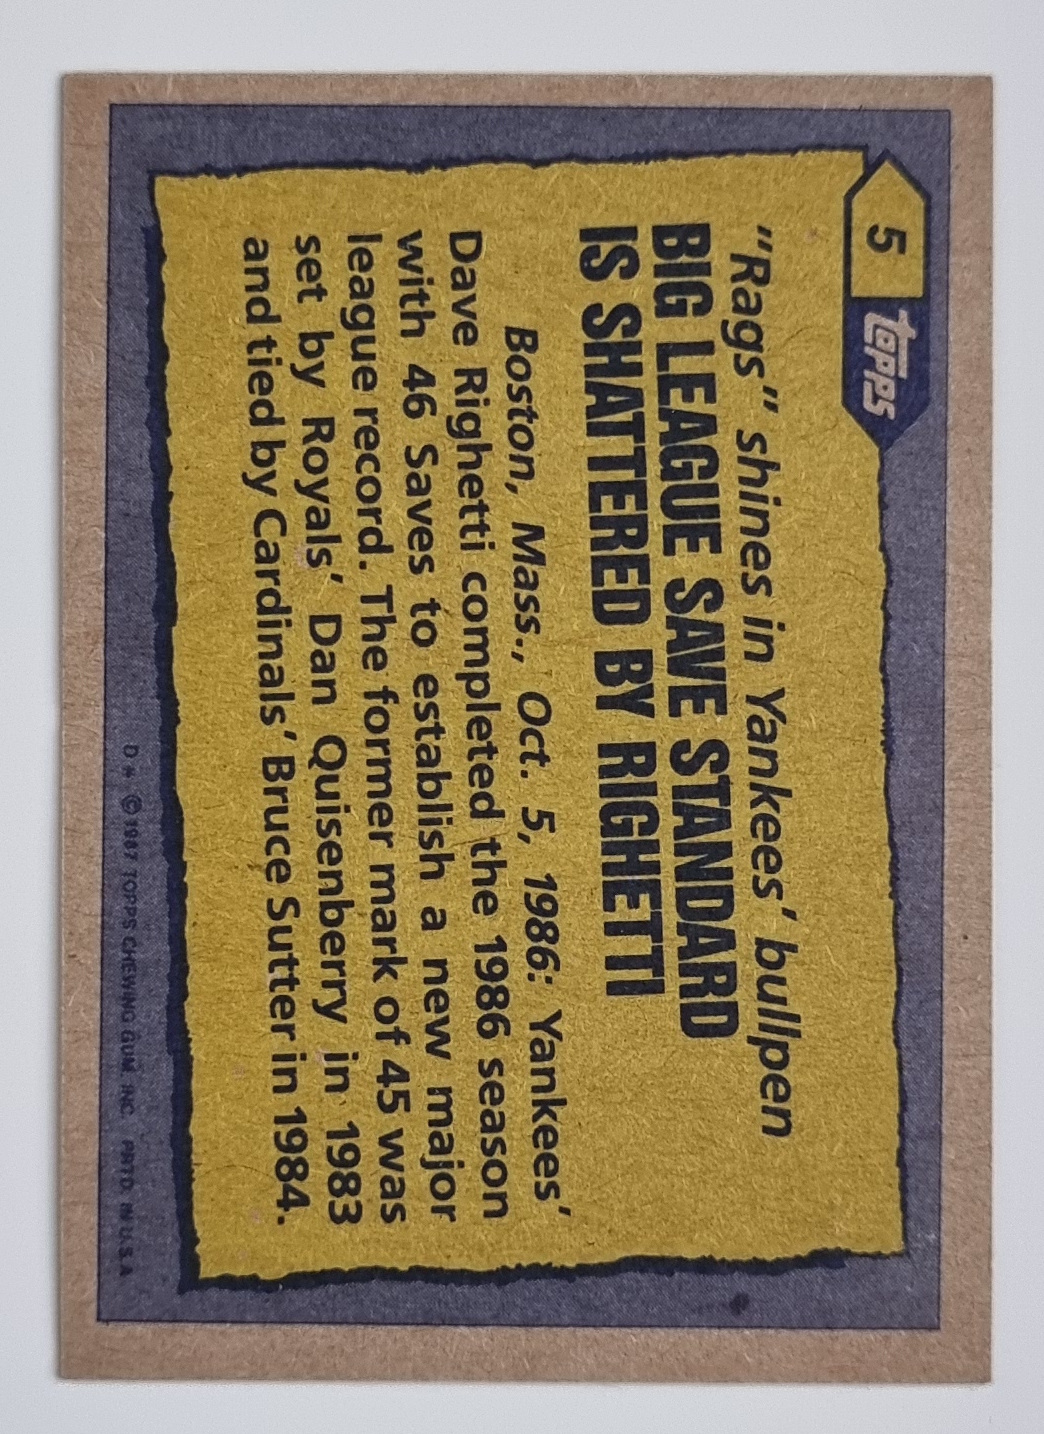 5 topps
"Rags" shines in Yankees' bullpen
BIG LEAGUE SAVE STANDARD
IS SHATTERED BY RIGHETTI
Boston, Mass., Oct. 5, 1986: Yankees'
Dave Righetti completed the 1986 season
with 46 Saves to establish a new major
league record. The former mark of 45 was
set by Royals' Dan Quisenberry in 1983
and tied by Cardinals' Bruce Sutter in 1984.
D * © 1987 TOPPS CHEWING GUM, INC. PRTD. IN U.S.A.